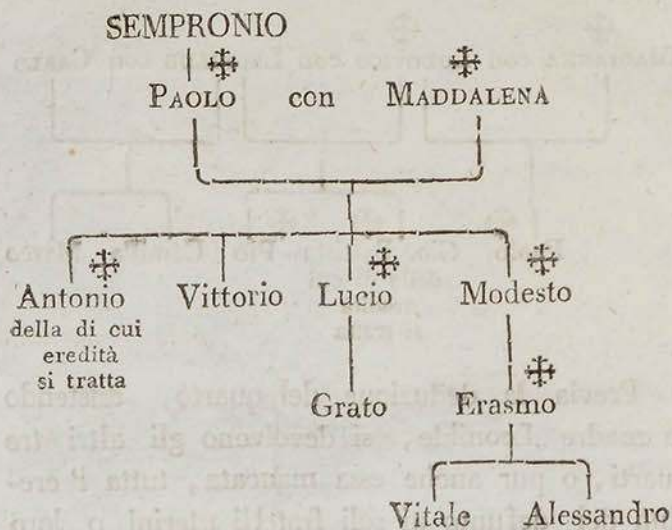 SEMPRONIO
PAOLO con MADDALENA
Antonio Vittorio Lucio Modesto
della di cui
eredità
si tratta
Grato Erasmo
Vitale Alessandro